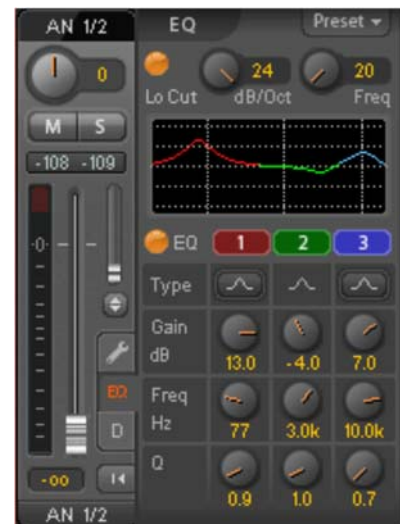 AN 1/2
EQ
Preset
0
24
20
Lo Cut
dB/Oct
Freq
M
S
-108 -109
-0-
EQ
1
2
3
Type
Gain
dB
13.0
-4.0
7.0
EQ
Freq
Hz
77
3.0k
10.0k
D
Q
0.9
1.0
0.7
-oo
AN 1/2